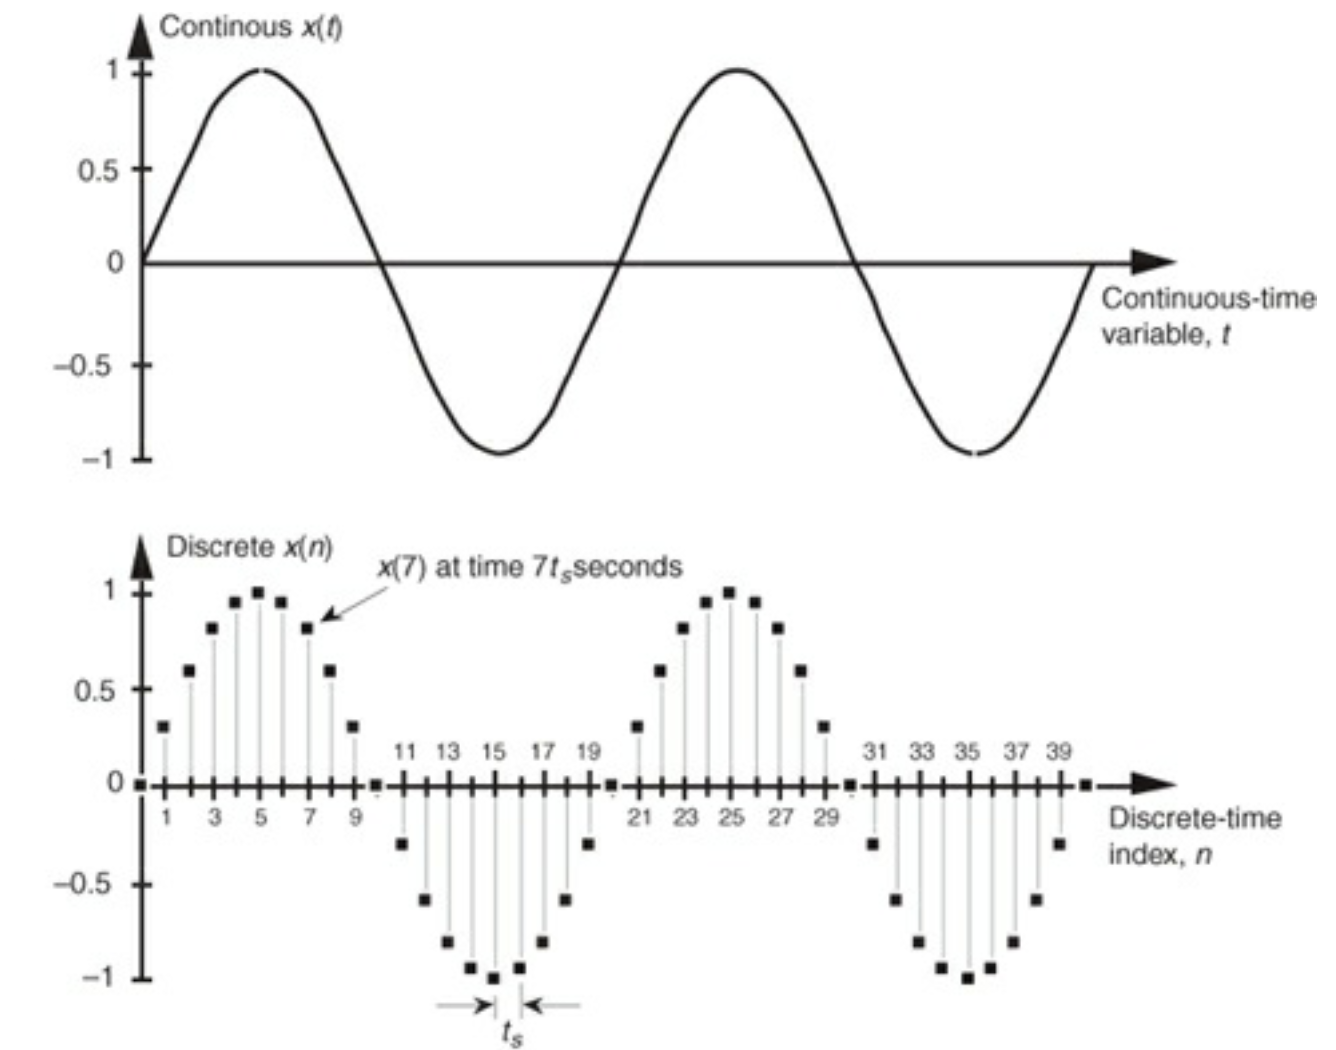 Continous x(t)
1
0.5
0
–0.5
–1
Continuous-time
variable, t
Discrete x(n)
x(7) at time 7tₛseconds
1
0.5
0
–0.5
–1
11 13 15 17 19 31 33 35 37 39
1 3 5 7 9 21 23 25 27 29
Discrete-time
index, n
tₛ